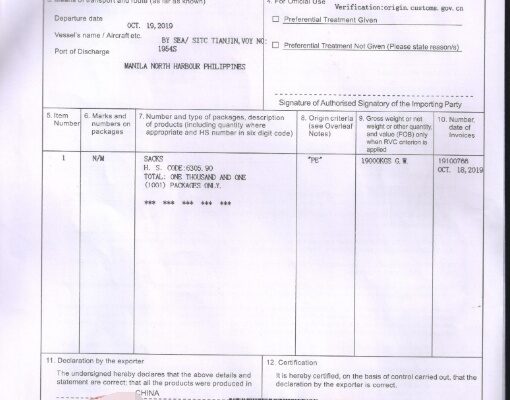 3. Means of transport and route (as far as known)
4. For Official Use
Verification:origin.customs.gov.cn
Departure date
OCT. 19,2019
Preferential Treatment Given
Vessel's name / Aircraft etc.
BY SEA/ SITC TIANJIN,VOY NO:
1954S
Port of Discharge
Preferential Treatment Not Given (Please state reason/s)
MANILA NORTH HARBOUR PHILIPPINES
Signature of Authorised Signatory of the Importing Party
5. Item
Number
6. Marks and
numbers on
packages
7. Number and type of packages, description
of products (including quantity where
appropriate and HS number in six digit code)
8. Origin criteria
(see Overleaf
Notes)
9. Gross weight or net
weight or other quantity,
and value (FOB) only
when RVC criterion is
applied
10. Number,
date of
Invoices
1
N/M
SACKS
H. S. CODE:6305.90
TOTAL: ONE THOUSAND AND ONE
(1001) PACKAGES ONLY.
*** *** *** *** ***
"PE"
19000KGS G.W.
19100766
OCT. 18,2019
11. Declaration by the exporter
The undersigned hereby declares that the above details and
statement are correct; that all the products were produced in
CHINA
12. Certification
It is hereby certified, on the basis of control carried out, that the
declaration by the exporter is correct.